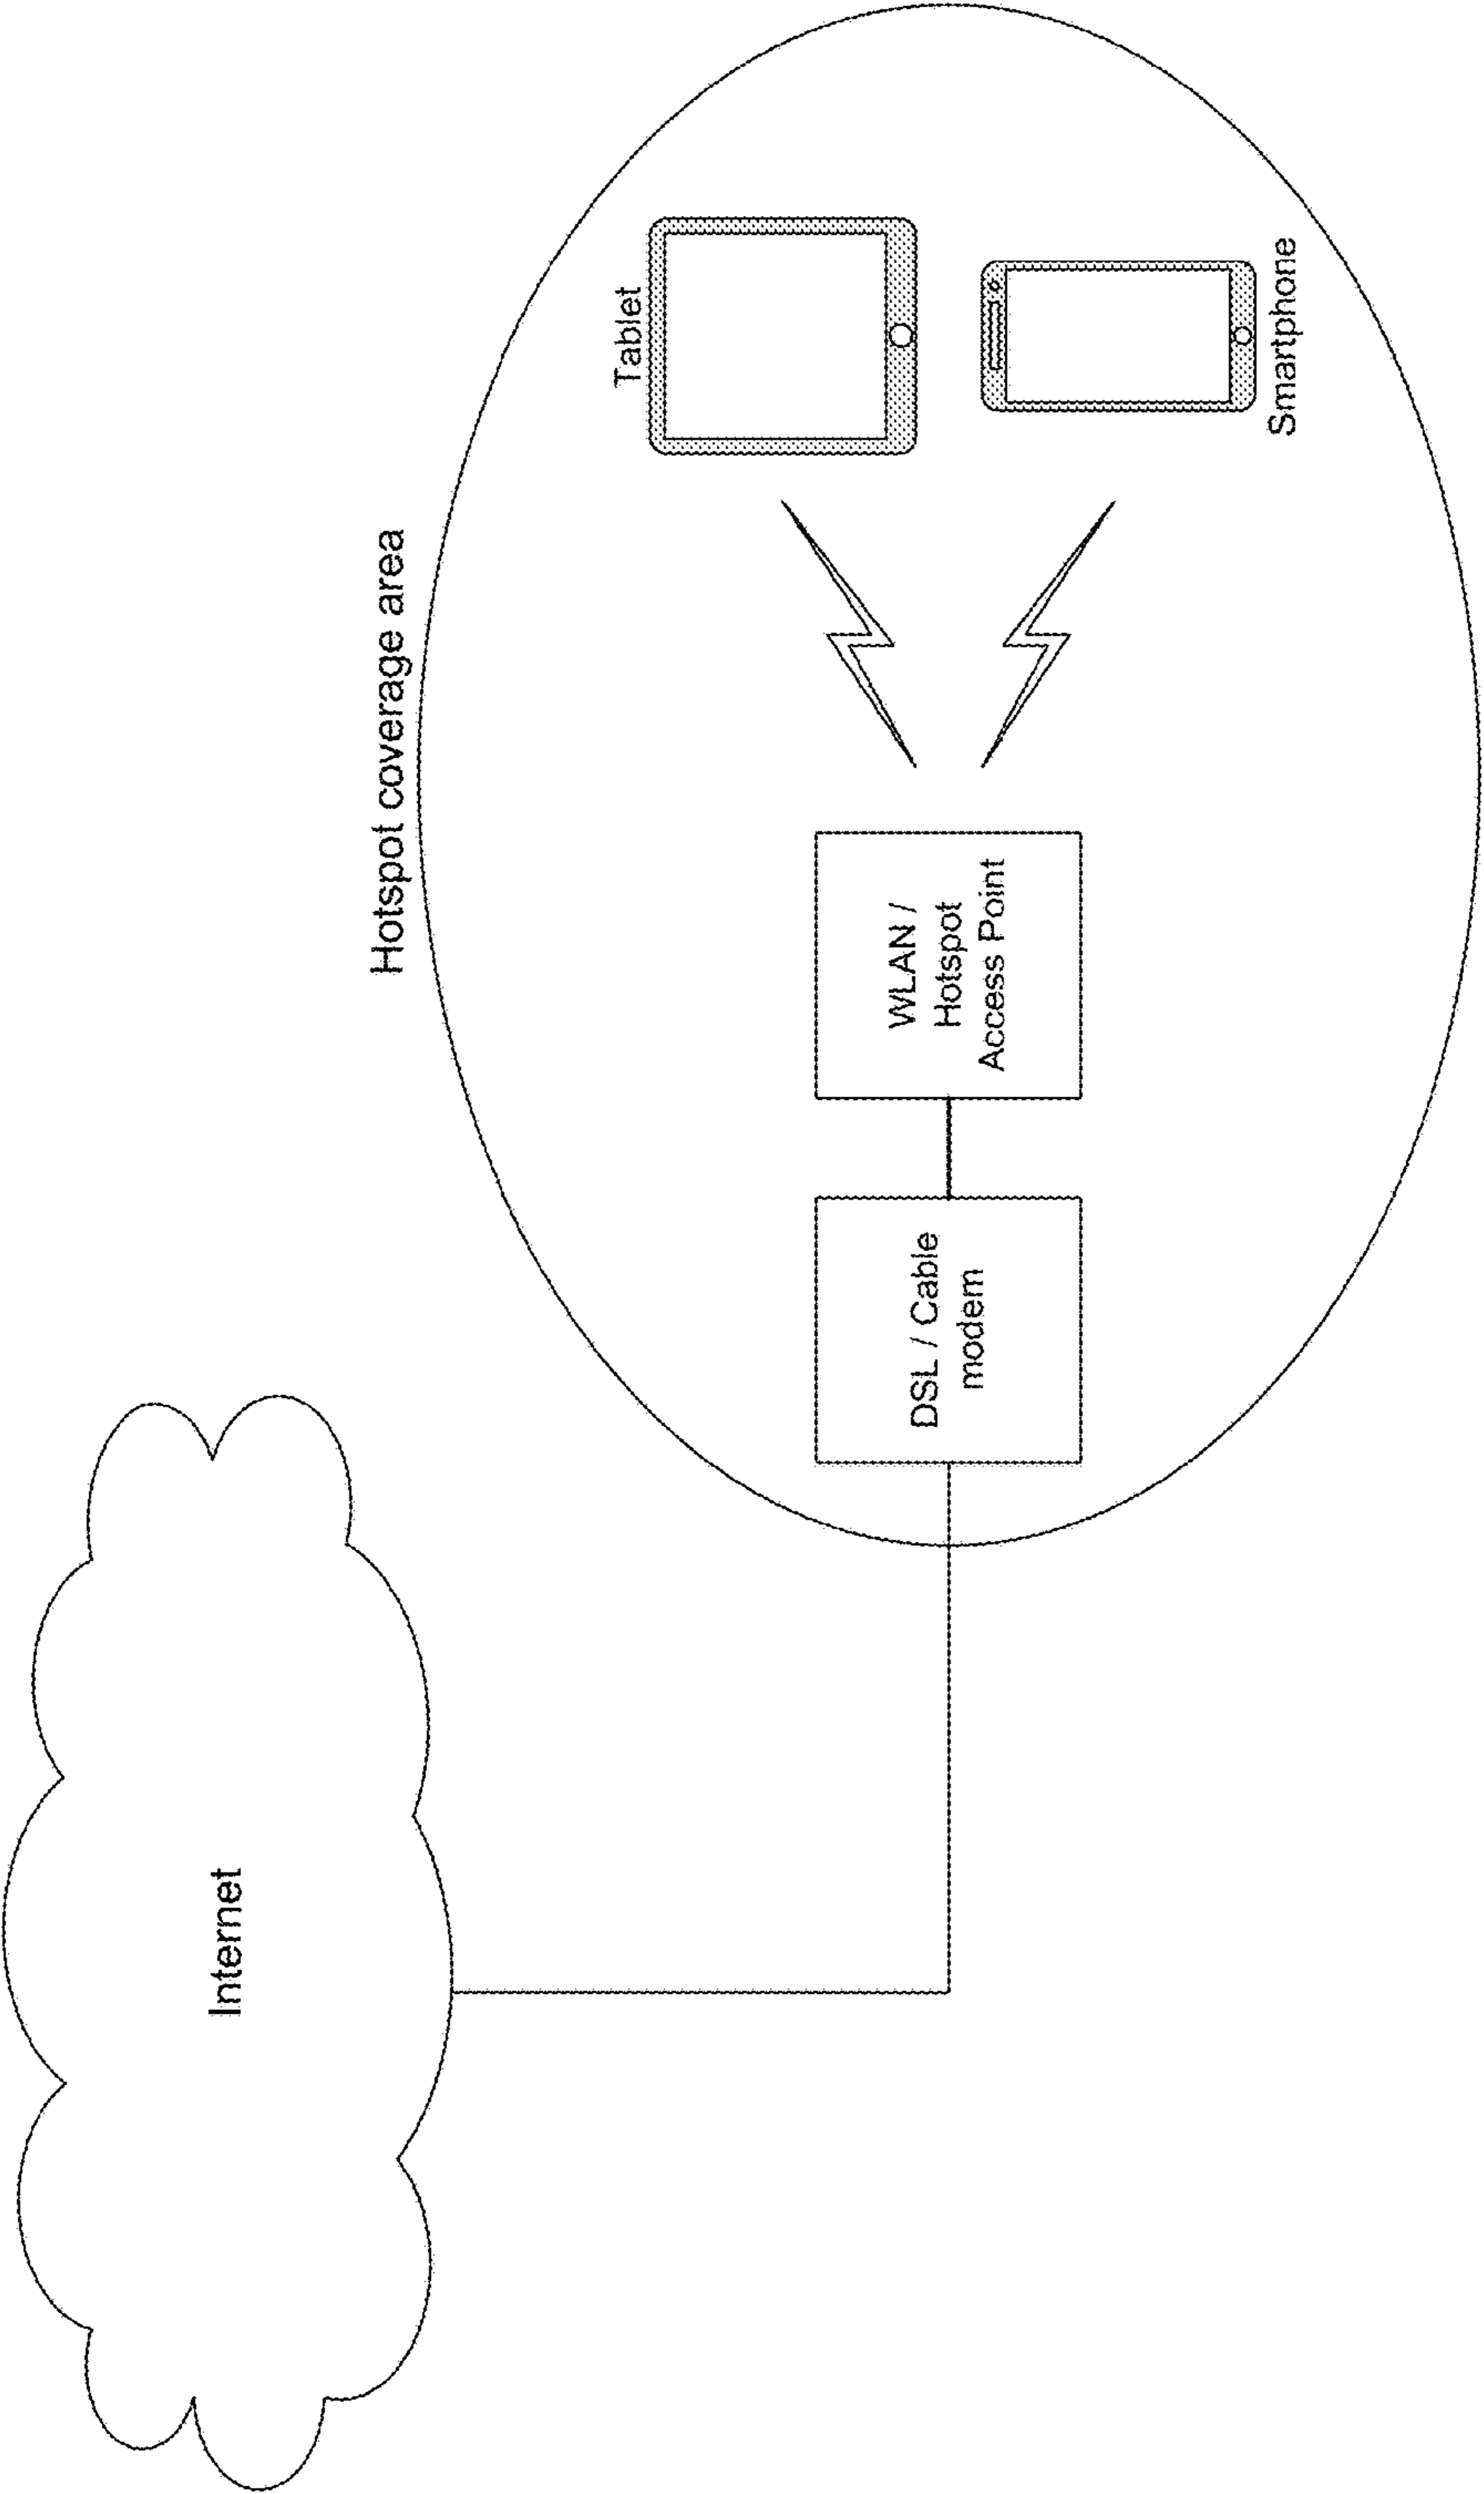 Internet
Hotspot coverage area
DSL / Cable
modem
WLAN /
Hotspot
Access Point
Tablet
Smartphone